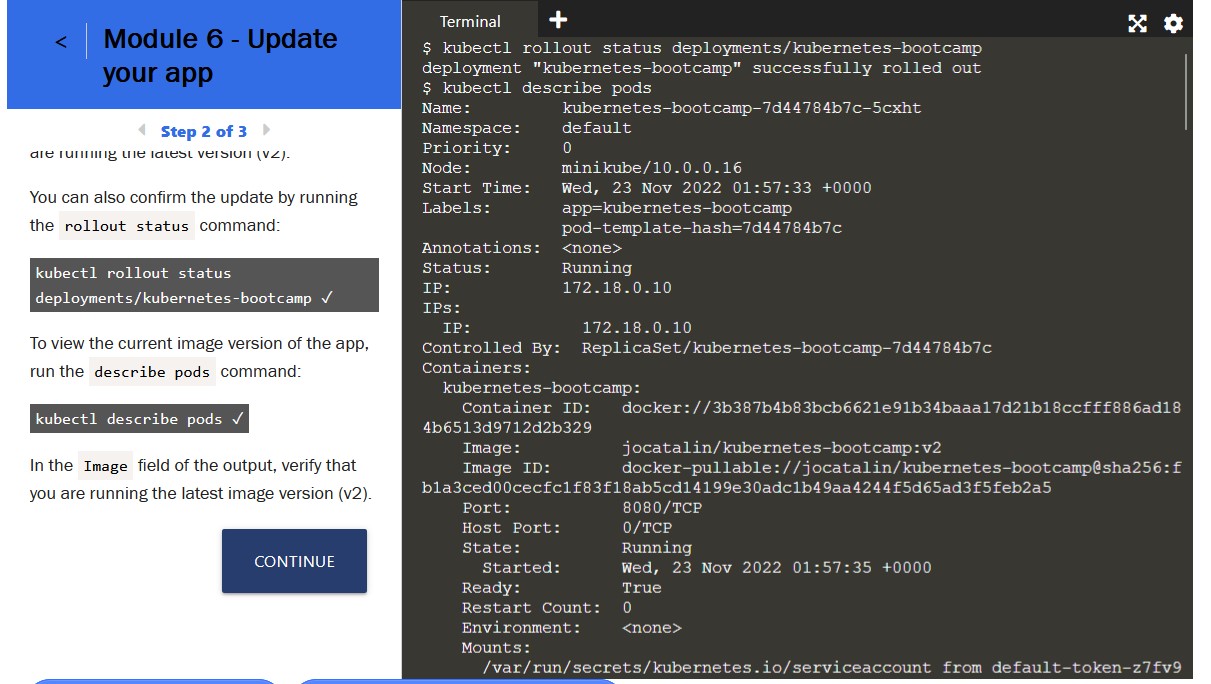 < Module 6 - Update
your app
Step 2 of 3
are running the latest version (v2).
You can also confirm the update by running
the rollout status command:
kubectl rollout status
deployments/kubernetes-bootcamp ✓
To view the current image version of the app,
run the describe pods command:
kubectl describe pods ✓
In the Image field of the output, verify that
you are running the latest image version (v2).
CONTINUE
Terminal +
$ kubectl rollout status deployments/kubernetes-bootcamp
deployment "kubernetes-bootcamp" successfully rolled out
$ kubectl describe pods
Name: kubernetes-bootcamp-7d44784b7c-5cxht
Namespace: default
Priority: 0
Node: minikube/10.0.0.16
Start Time: Wed, 23 Nov 2022 01:57:33 +0000
Labels: app=kubernetes-bootcamp
pod-template-hash=7d44784b7c
Annotations: <none>
Status: Running
IP: 172.18.0.10
IPs:
IP: 172.18.0.10
Controlled By: ReplicaSet/kubernetes-bootcamp-7d44784b7c
Containers:
kubernetes-bootcamp:
Container ID: docker://3b387b4b83bcb6621e91b34baaa17d21b18ccfff886ad18
4b6513d9712d2b329
Image: jocatalin/kubernetes-bootcamp:v2
Image ID: docker-pullable://jocatalin/kubernetes-bootcamp@sha256:f
b1a3ced00cecfc1f83f18ab5cd14199e30adc1b49aa4244f5d65ad3f5feb2a5
Port: 8080/TCP
Host Port: 0/TCP
State: Running
Started: Wed, 23 Nov 2022 01:57:35 +0000
Ready: True
Restart Count: 0
Environment: <none>
Mounts:
/var/run/secrets/kubernetes.io/serviceaccount from default-token-z7fv9